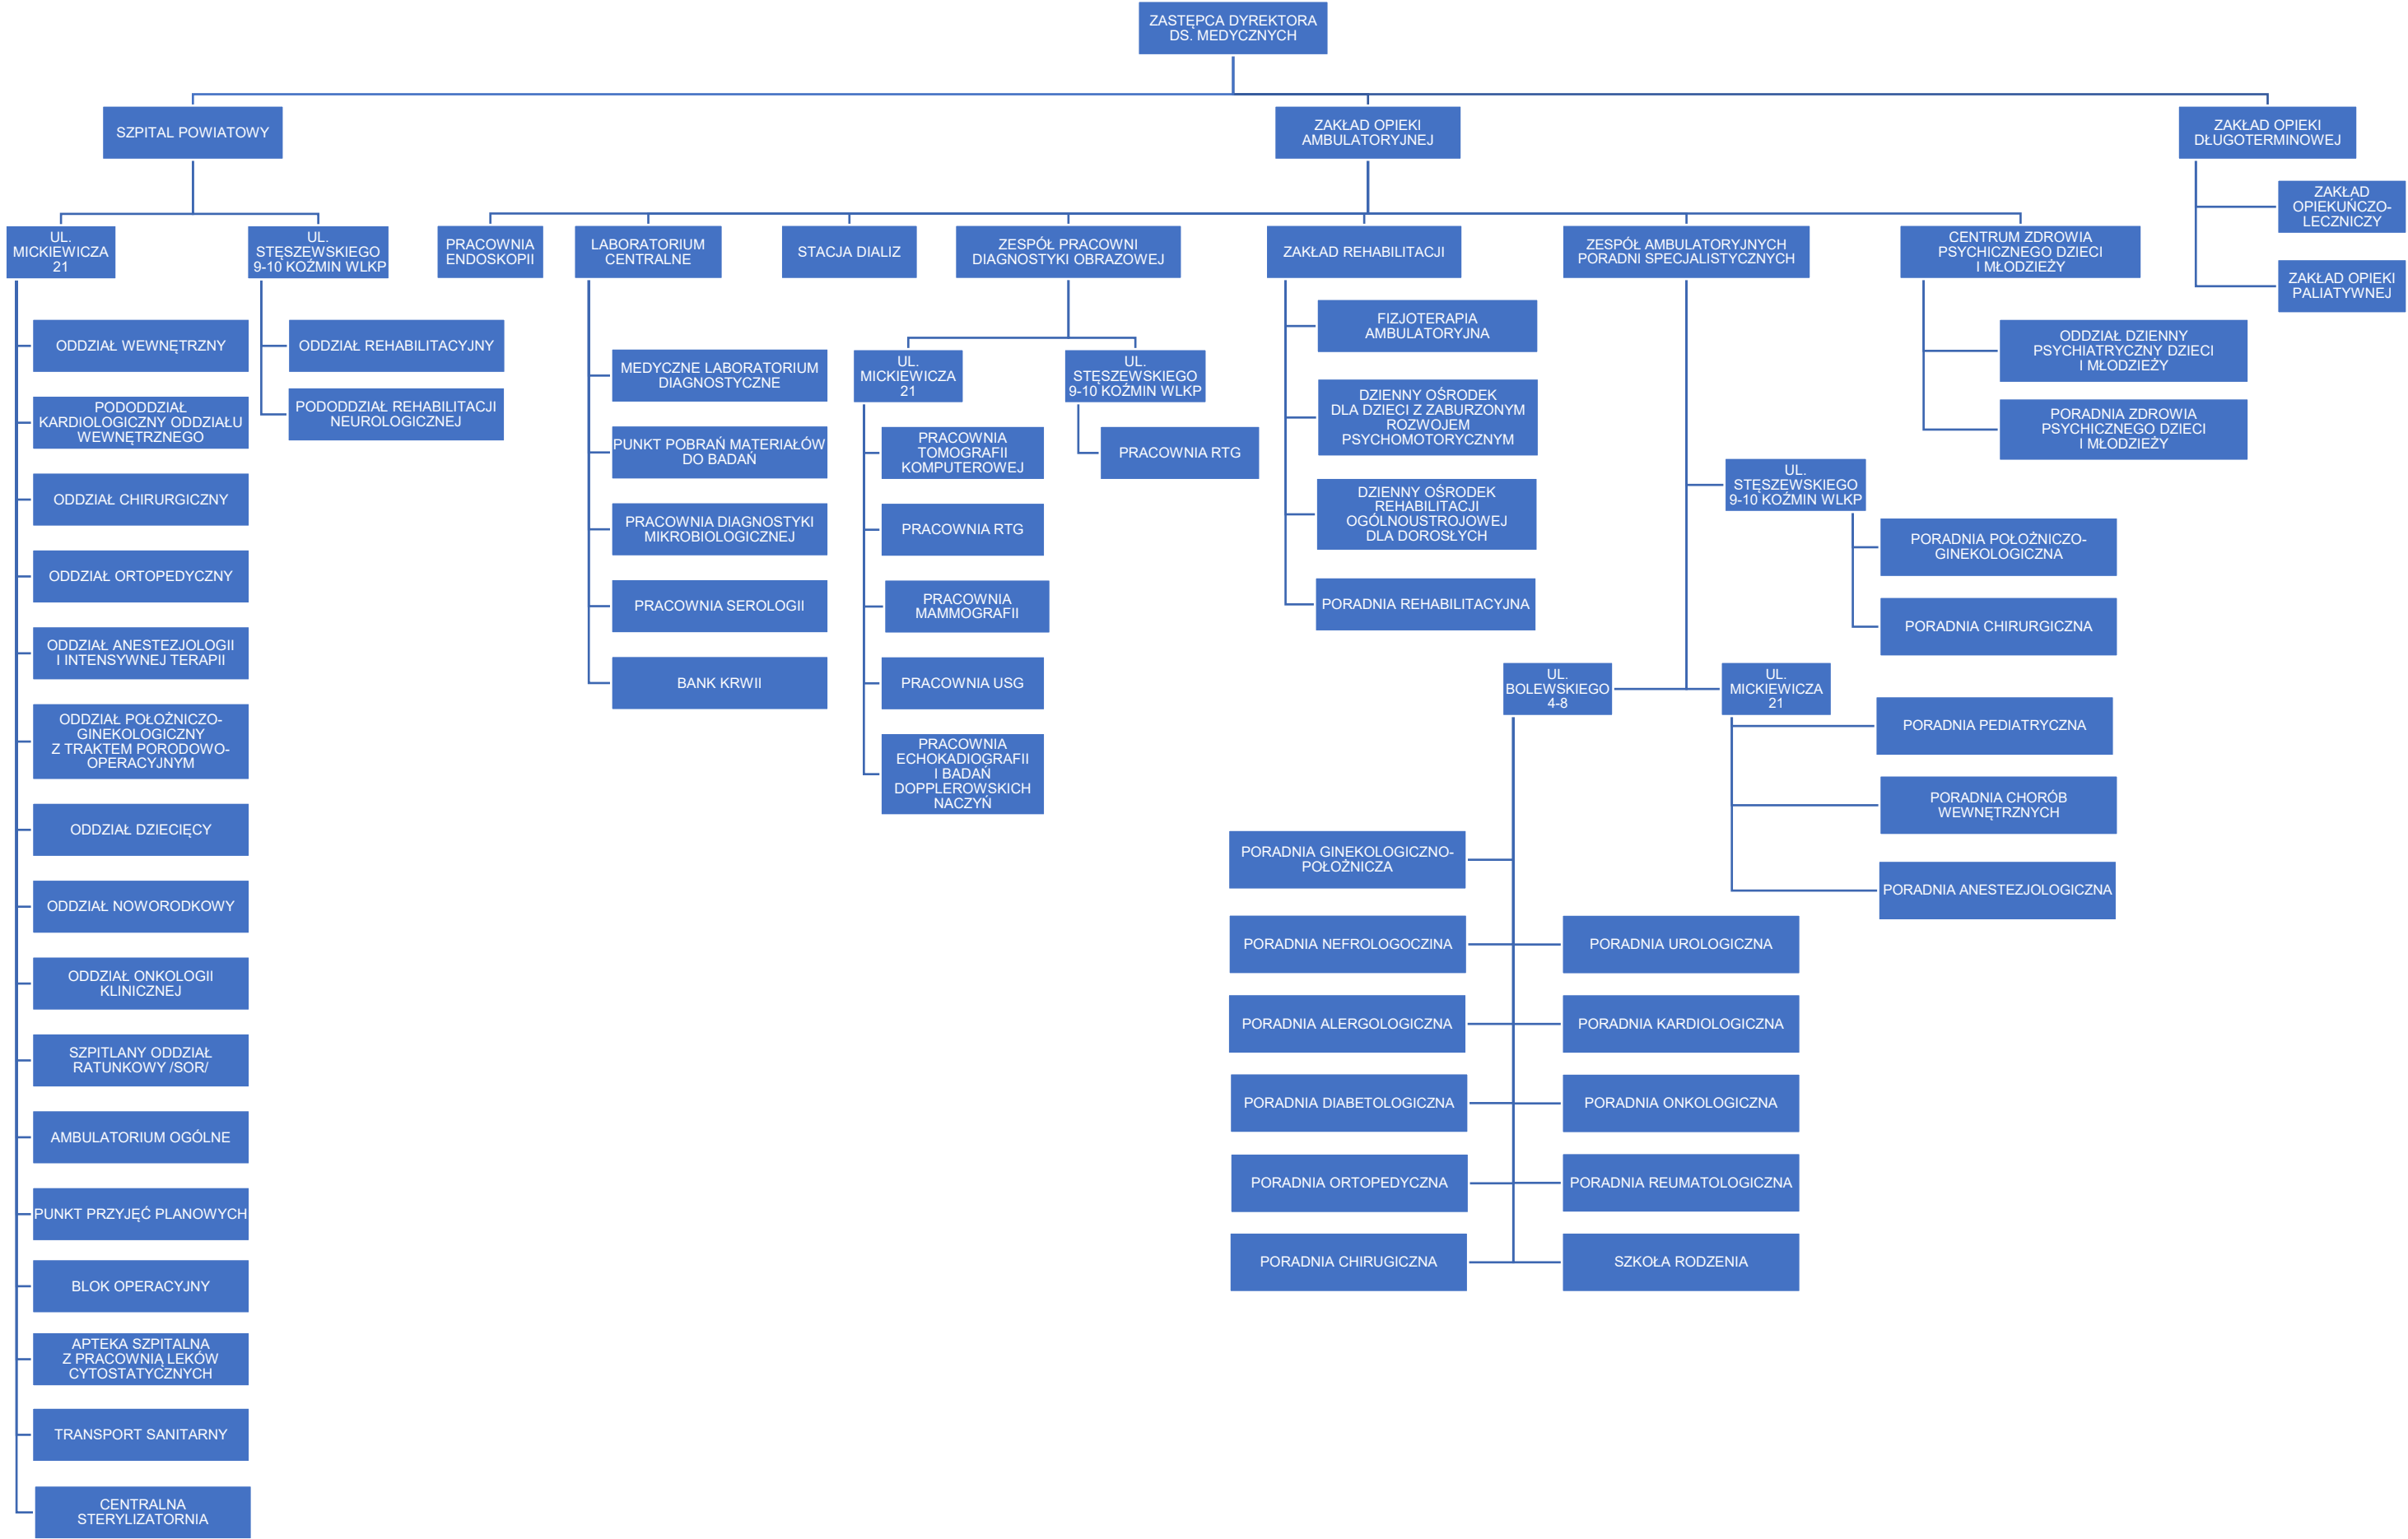 ZASTĘPCA DYREKTORA
DS. MEDYCZNYCH
SZPITAL POWIATOWY
ZAKŁAD OPIEKI
AMBULATORYJNEJ
ZAKŁAD OPIEKI
DŁUGOTERMINOWEJ
ZAKŁAD
OPIEKUŃCZO-
LECZNICZY
ZAKŁAD OPIEKI
PALIATYWNEJ
UL.
MICKIEWICZA
21
UL.
STĘSZEWSKIEGO
9-10 KOŹMIN WLKP
PRACOWNIA
ENDOSKOPII
LABORATORIUM
CENTRALNE
STACJA DIALIZ
ZESPÓŁ PRACOWNI
DIAGNOSTYKI OBRAZOWEJ
ZAKŁAD REHABILITACJI
ZESPÓŁ AMBULATORYJNYCH
PORADNI SPECJALISTYCZNYCH
CENTRUM ZDROWIA
PSYCHICZNEGO DZIECI
I MŁODZIEŻY
ODDZIAŁ WEWNĘTRZNY
PODODDZIAŁ
KARDIOLOGICZNY ODDZIAŁU
WEWNĘTRZNEGO
ODDZIAŁ CHIRURGICZNY
ODDZIAŁ ORTOPEDYCZNY
ODDZIAŁ ANESTEZJOLOGII
I INTENSYWNEJ TERAPII
ODDZIAŁ POŁOŻNICZO-
GINEKOLOGICZNY
Z TRAKTEM PORODOWO-
OPERACYJNYM
ODDZIAŁ DZIECIĘCY
ODDZIAŁ NOWORODKOWY
ODDZIAŁ ONKOLOGII
KLINICZNEJ
SZPITLANY ODDZIAŁ
RATUNKOWY /SOR/
AMBULATORIUM OGÓLNE
PUNKT PRZYJĘĆ PLANOWYCH
BLOK OPERACYJNY
APTEKA SZPITALNA
Z PRACOWNIĄ LEKÓW
CYTOSTATYCZNYCH
TRANSPORT SANITARNY
CENTRALNA
STERYLIZATORNIA
ODDZIAŁ REHABILITACYJNY
PODODDZIAŁ REHABILITACJI
NEUROLOGICZNEJ
MEDYCZNE LABORATORIUM
DIAGNOSTYCZNE
PUNKT POBRAŃ MATERIAŁÓW
DO BADAŃ
PRACOWNIA DIAGNOSTYKI
MIKROBIOLOGICZNEJ
PRACOWNIA SEROLOGII
BANK KRWII
UL.
MICKIEWICZA
21
PRACOWNIA
TOMOGRAFII
KOMPUTEROWEJ
PRACOWNIA RTG
PRACOWNIA
MAMMOGRAFII
PRACOWNIA USG
PRACOWNIA
ECHOKADIOGRAFII
I BADAŃ
DOPPLEROWSKICH
NACZYŃ
UL.
STĘSZEWSKIEGO
9-10 KOŹMIN WLKP
PRACOWNIA RTG
FIZJOTERAPIA
AMBULATORYJNA
DZIENNY OŚRODEK
DLA DZIECI Z ZABURZONYM
ROZWOJEM
PSYCHOMOTORYCZNYM
DZIENNY OŚRODEK
REHABILITACJI
OGÓLNOUSTROJOWEJ
DLA DOROSŁYCH
PORADNIA REHABILITACYJNA
UL.
STĘSZEWSKIEGO
9-10 KOŹMIN WLKP
PORADNIA POŁOŻNICZO-
GINEKOLOGICZNA
PORADNIA CHIRURGICZNA
UL.
BOLEWSKIEGO
4-8
UL.
MICKIEWICZA
21
PORADNIA PEDIATRYCZNA
PORADNIA CHORÓB
WEWNĘTRZNYCH
PORADNIA ANESTEZJOLOGICZNA
PORADNIA GINEKOLOGICZNO-
POŁOŻNICZA
PORADNIA NEFROLOGOCZINA
PORADNIA UROLOGICZNA
PORADNIA ALERGOLOGICZNA
PORADNIA KARDIOLOGICZNA
PORADNIA DIABETOLOGICZNA
PORADNIA ONKOLOGICZNA
PORADNIA ORTOPEDYCZNA
PORADNIA REUMATOLOGICZNA
PORADNIA CHIRUGICZNA
SZKOŁA RODZENIA
ODDZIAŁ DZIENNY
PSYCHIATRYCZNY DZIECI
I MŁODZIEŻY
PORADNIA ZDROWIA
PSYCHICZNEGO DZIECI
I MŁODZIEŻY